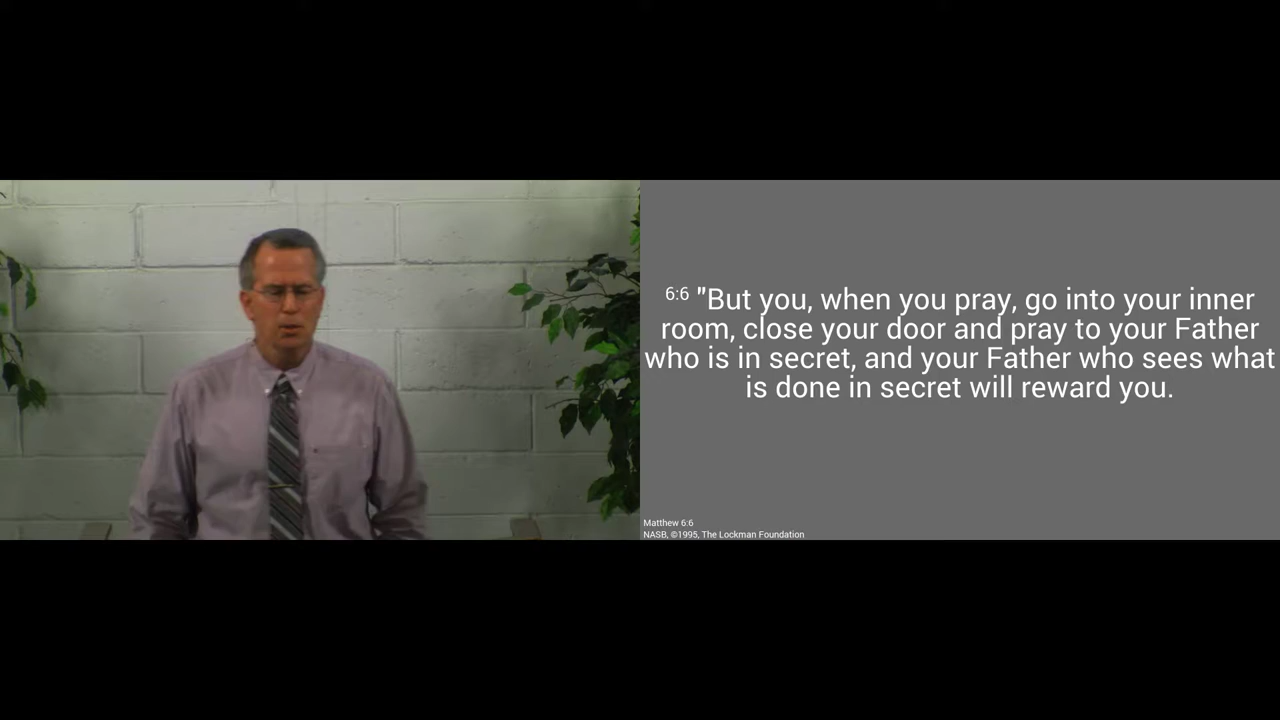 6:6 "But you, when you pray, go into your inner
room, close your door and pray to your Father
who is in secret, and your Father who sees what
is done in secret will reward you.
Matthew 6:6
NASB, ©1995, The Lockman Foundation